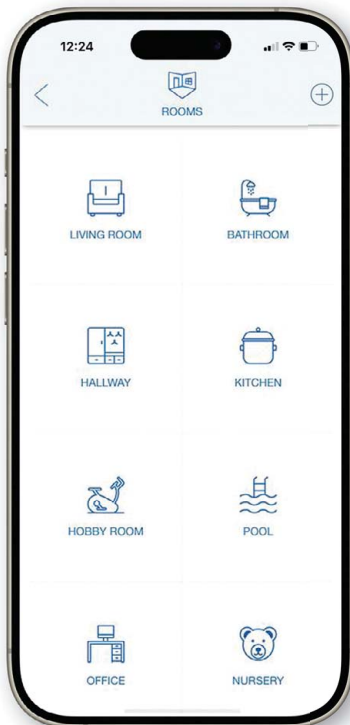 12:24
ROOMS
LIVING ROOM
BATHROOM
HALLWAY
KITCHEN
HOBBY ROOM
POOL
OFFICE
NURSERY